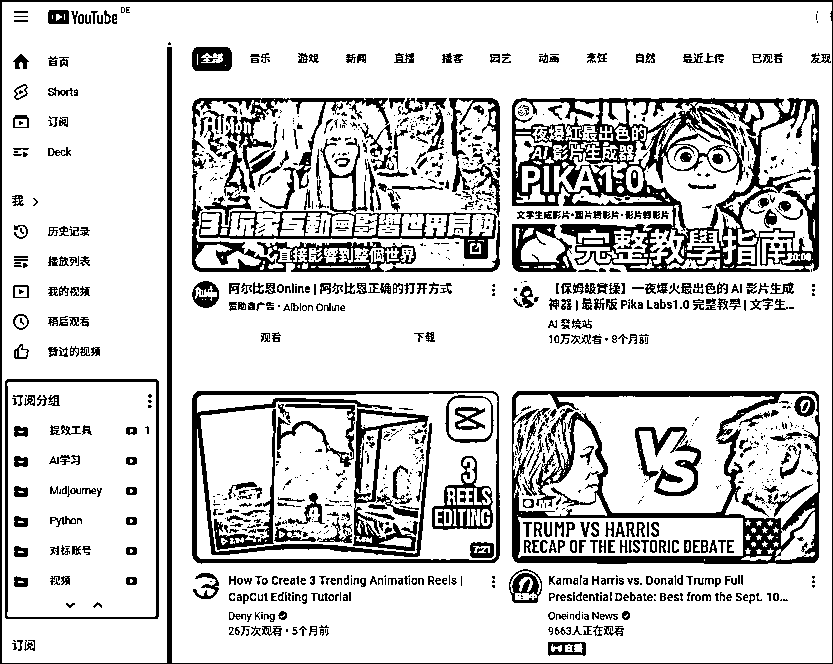 YouTube DE
全部 音乐 游戏 新闻 直播 播客 园艺 动画 烹饪 自然 最近上传 已观看 发现
首页
Shorts
订阅
Deck
我
历史记录
播放列表
我的视频
稍后观看
赞过的视频
订阅分组
提效工具 1
AI学习
Midjourney
Python
对标账号
视频
订阅
Albion
3.玩家互動會影響世界局勢
直接影響到整個世界
阿尔比恩Online | 阿尔比恩正确的打开方式
赞助商广告 • Albion Online
观看 下载
一夜爆紅最出色的
AI 影片生成器
PIKA1.0
文字生成影片•圖片轉影片•影片轉影片
完整教學指南
【保姆級實操】一夜爆火最出色的 AI 影片生成
神器 | 最新版 Pika Labs1.0 完整教學 | 文字生...
AI 發燒站
10万次观看 • 9个月前
3
REELS
EDITING
7:21
How To Create 3 Trending Animation Reels |
CapCut Editing Tutorial
Deny King
26万次观看 • 5个月前
VS
TRUMP VS HARRIS
RECAP OF THE HISTORIC DEBATE
Kamala Harris vs. Donald Trump Full
Presidential Debate: Best from the Sept. 10...
Oneindia News
9663人正在观看
直播